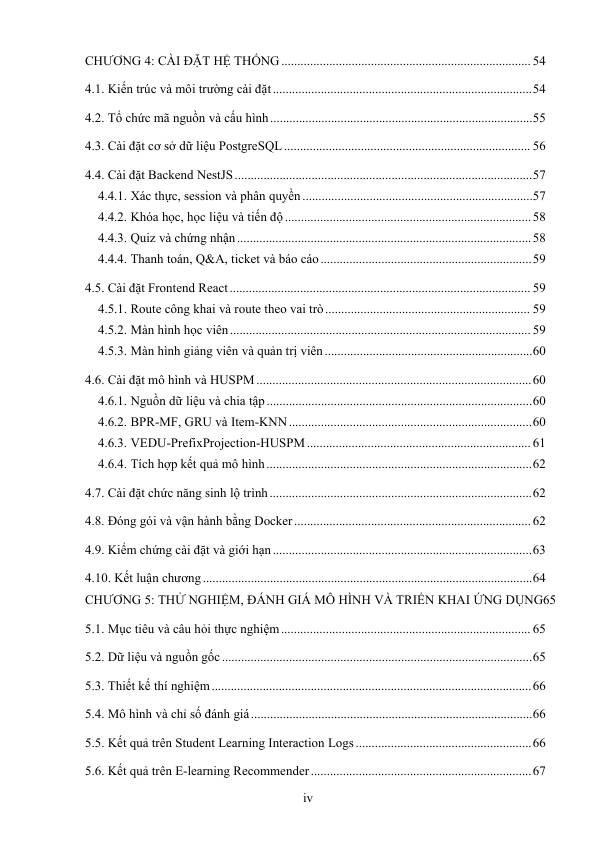 CHƯƠNG 4: CÀI ĐẶT HỆ THỐNG ........ 54
4.1. Kiến trúc và môi trường cài đặt ........ 54
4.2. Tổ chức mã nguồn và cấu hình ........ 55
4.3. Cài đặt cơ sở dữ liệu PostgreSQL ........ 56
4.4. Cài đặt Backend NestJS ........ 57
4.4.1. Xác thực, session và phân quyền ........ 57
4.4.2. Khóa học, học liệu và tiến độ ........ 58
4.4.3. Quiz và chứng nhận ........ 58
4.4.4. Thanh toán, Q&A, ticket và báo cáo ........ 59
4.5. Cài đặt Frontend React ........ 59
4.5.1. Route công khai và route theo vai trò ........ 59
4.5.2. Màn hình học viên ........ 59
4.5.3. Màn hình giảng viên và quản trị viên ........ 60
4.6. Cài đặt mô hình và HUSPM ........ 60
4.6.1. Nguồn dữ liệu và chia tập ........ 60
4.6.2. BPR-MF, GRU và Item-KNN ........ 60
4.6.3. VEDU-PrefixProjection-HUSPM ........ 61
4.6.4. Tích hợp kết quả mô hình ........ 62
4.7. Cài đặt chức năng sinh lộ trình ........ 62
4.8. Đóng gói và vận hành bằng Docker ........ 62
4.9. Kiểm chứng cài đặt và giới hạn ........ 63
4.10. Kết luận chương ........ 64
CHƯƠNG 5: THỬ NGHIỆM, ĐÁNH GIÁ MÔ HÌNH VÀ TRIỂN KHAI ỨNG DỤNG65
5.1. Mục tiêu và câu hỏi thực nghiệm ........ 65
5.2. Dữ liệu và nguồn gốc ........ 65
5.3. Thiết kế thí nghiệm ........ 66
5.4. Mô hình và chỉ số đánh giá ........ 66
5.5. Kết quả trên Student Learning Interaction Logs ........ 66
5.6. Kết quả trên E-learning Recommender ........ 67
iv